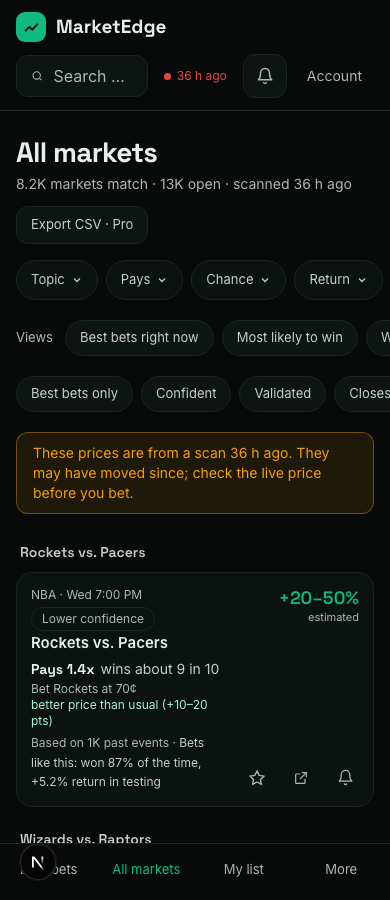 MarketEdge
Search ...
36 h ago
Account
All markets
8.2K markets match · 13K open · scanned 36 h ago
Export CSV · Pro
Topic
Pays
Chance
Return
Views
Best bets right now
Most likely to win
Best bets only
Confident
Validated
Closes
These prices are from a scan 36 h ago. They
may have moved since; check the live price
before you bet.
Rockets vs. Pacers
NBA · Wed 7:00 PM
+20–50%
Lower confidence
estimated
Rockets vs. Pacers
Pays 1.4x wins about 9 in 10
Bet Rockets at 70¢
better price than usual (+10–20
pts)
Based on 1K past events · Bets
like this: won 87% of the time,
+5.2% return in testing
Wizards vs. Raptors
N
bets
All markets
My list
More